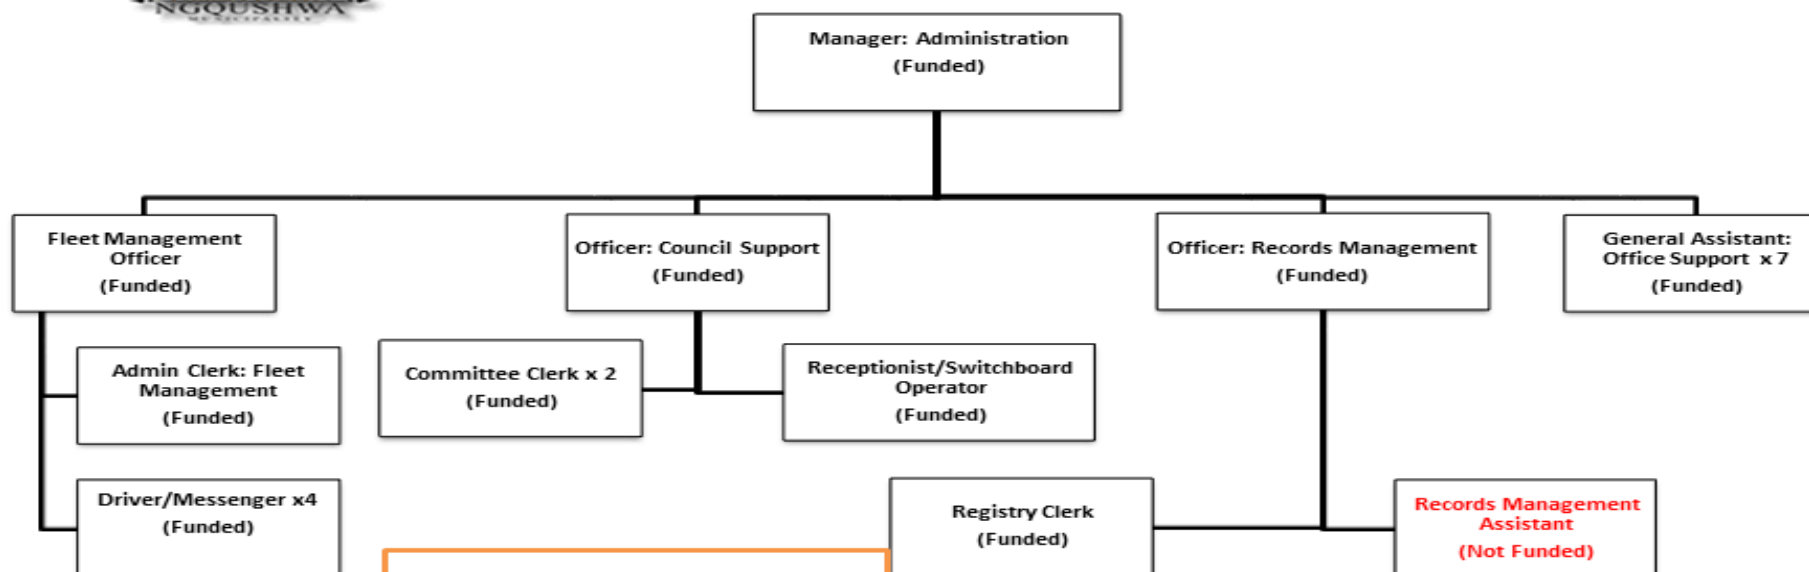 NGQUSHWA
MUNICIPALITY
Manager: Administration
(Funded)
Fleet Management
Officer
(Funded)
Officer: Council Support
(Funded)
Officer: Records Management
(Funded)
General Assistant:
Office Support x 7
(Funded)
Admin Clerk: Fleet
Management
(Funded)
Committee Clerk x 2
(Funded)
Receptionist/Switchboard
Operator
(Funded)
Driver/Messenger x4
(Funded)
Registry Clerk
(Funded)
Records Management
Assistant
(Not Funded)